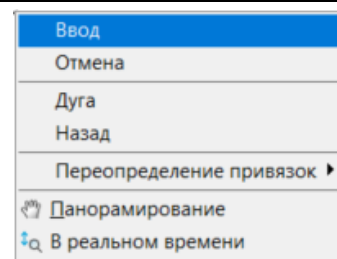 Ввод
Отмена
Дуга
Назад
Переопределение привязок
Панорамирование
В реальном времени